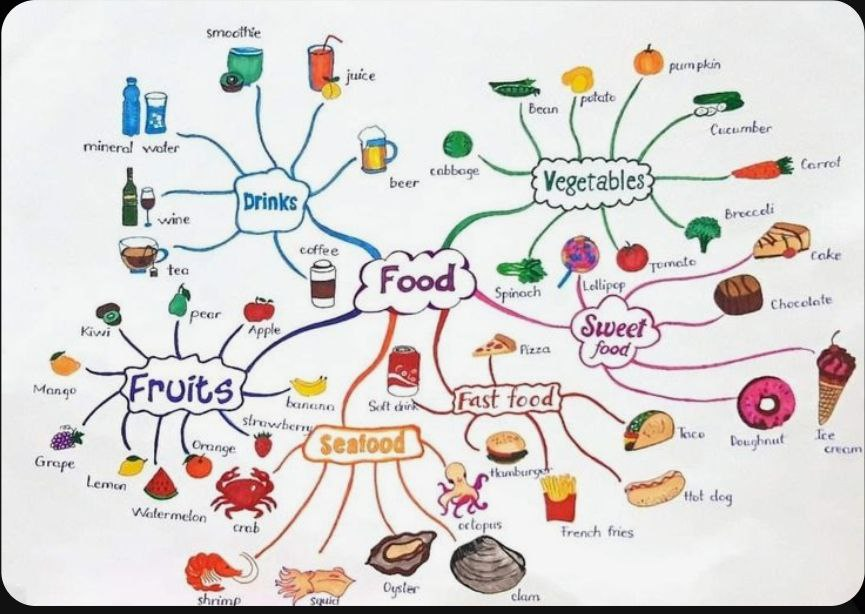 smoothie
juice
mineral water
beer
wine
Drinks
tea
coffee
Bean
potato
pumpkin
Cucumber
cabbage
Carrot
Vegetables
Broccoli
Spinach
Tomato
Food
Lollipop
Cake
Chocolate
Sweet
food
Doughnut
Ice
cream
Kiwi
pear
Apple
Mango
Fruits
banana
strawberry
Grape
Orange
Lemon
Watermelon
Pizza
Soft drink
Fast food
Taco
Hamburger
Hot dog
French fries
Seafood
crab
octopus
shrimp
squid
Oyster
clam